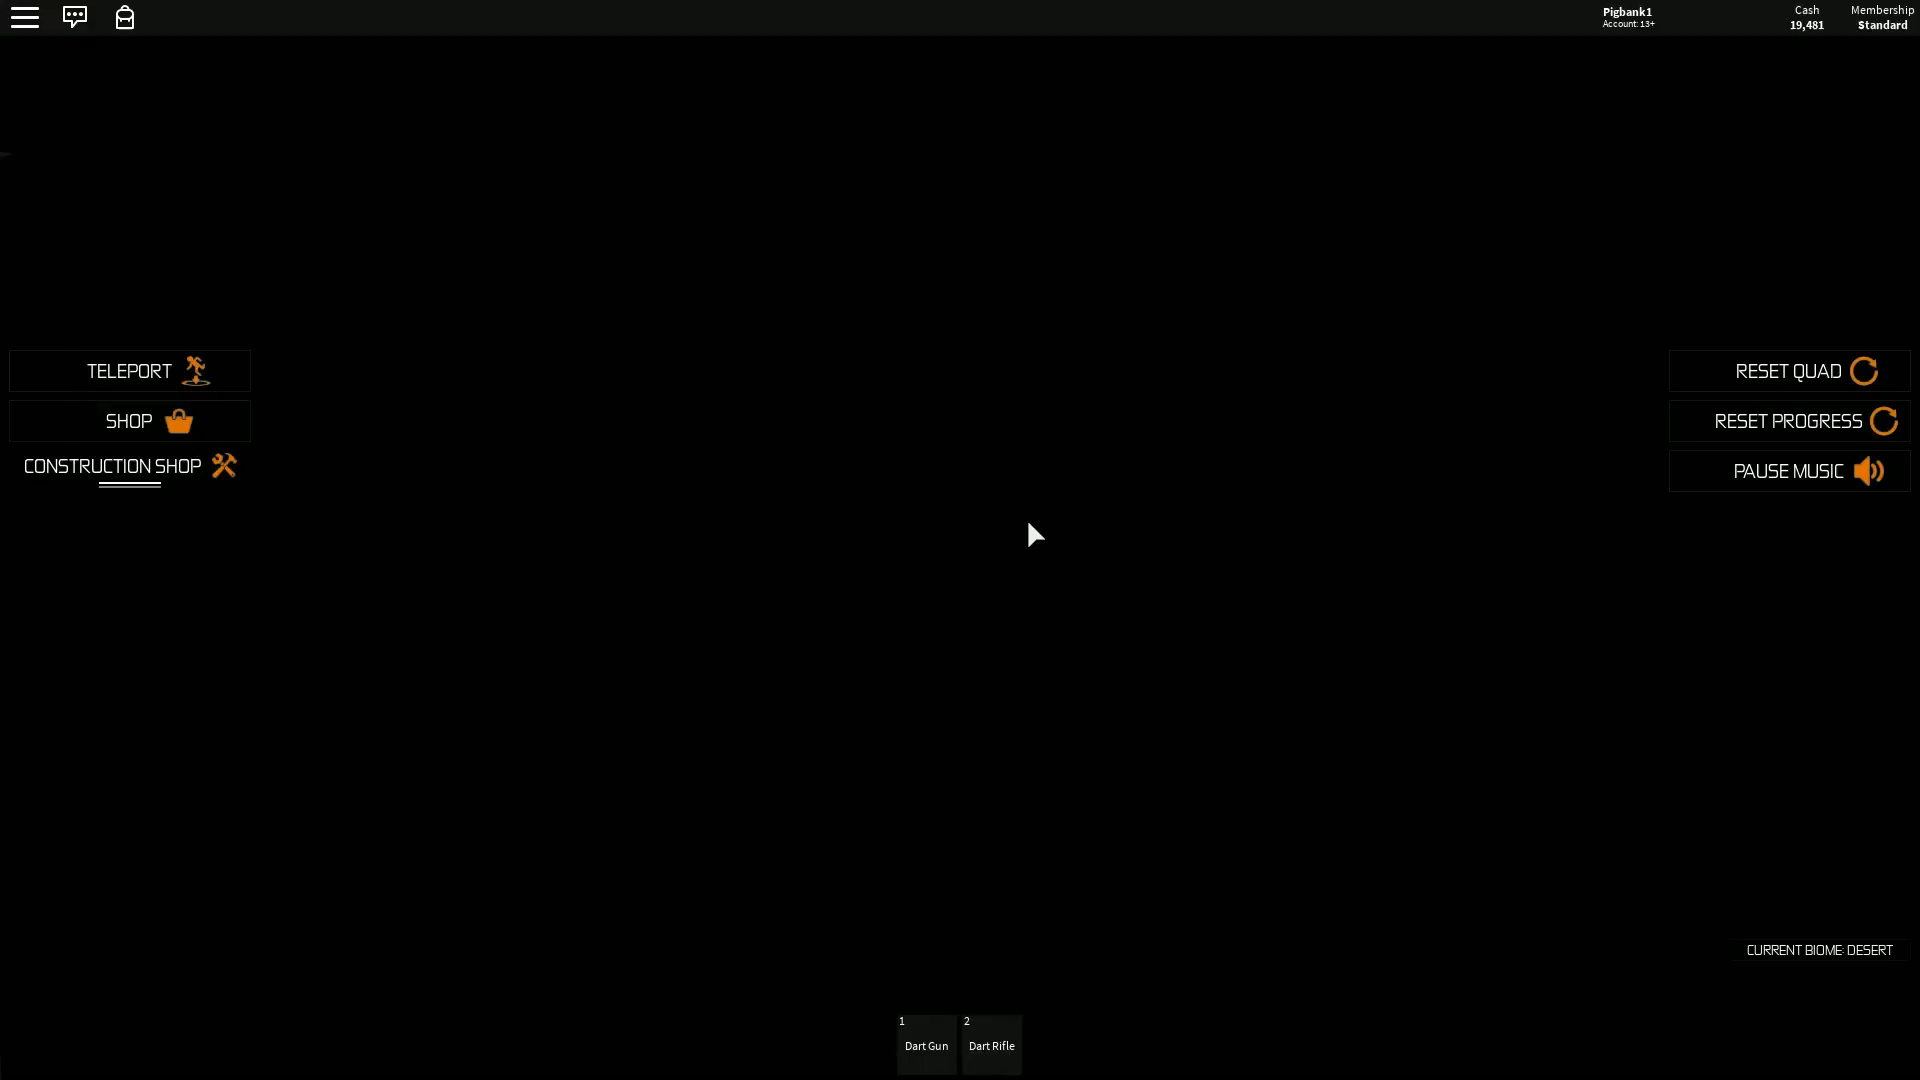 Pigbank1
Account: 13+
Cash
19,481
Membership
Standard
TELEPORT
SHOP
CONSTRUCTION SHOP
RESET QUAD
RESET PROGRESS
PAUSE MUSIC
CURRENT BIOME: DESERT
1
Dart Gun
2
Dart Rifle